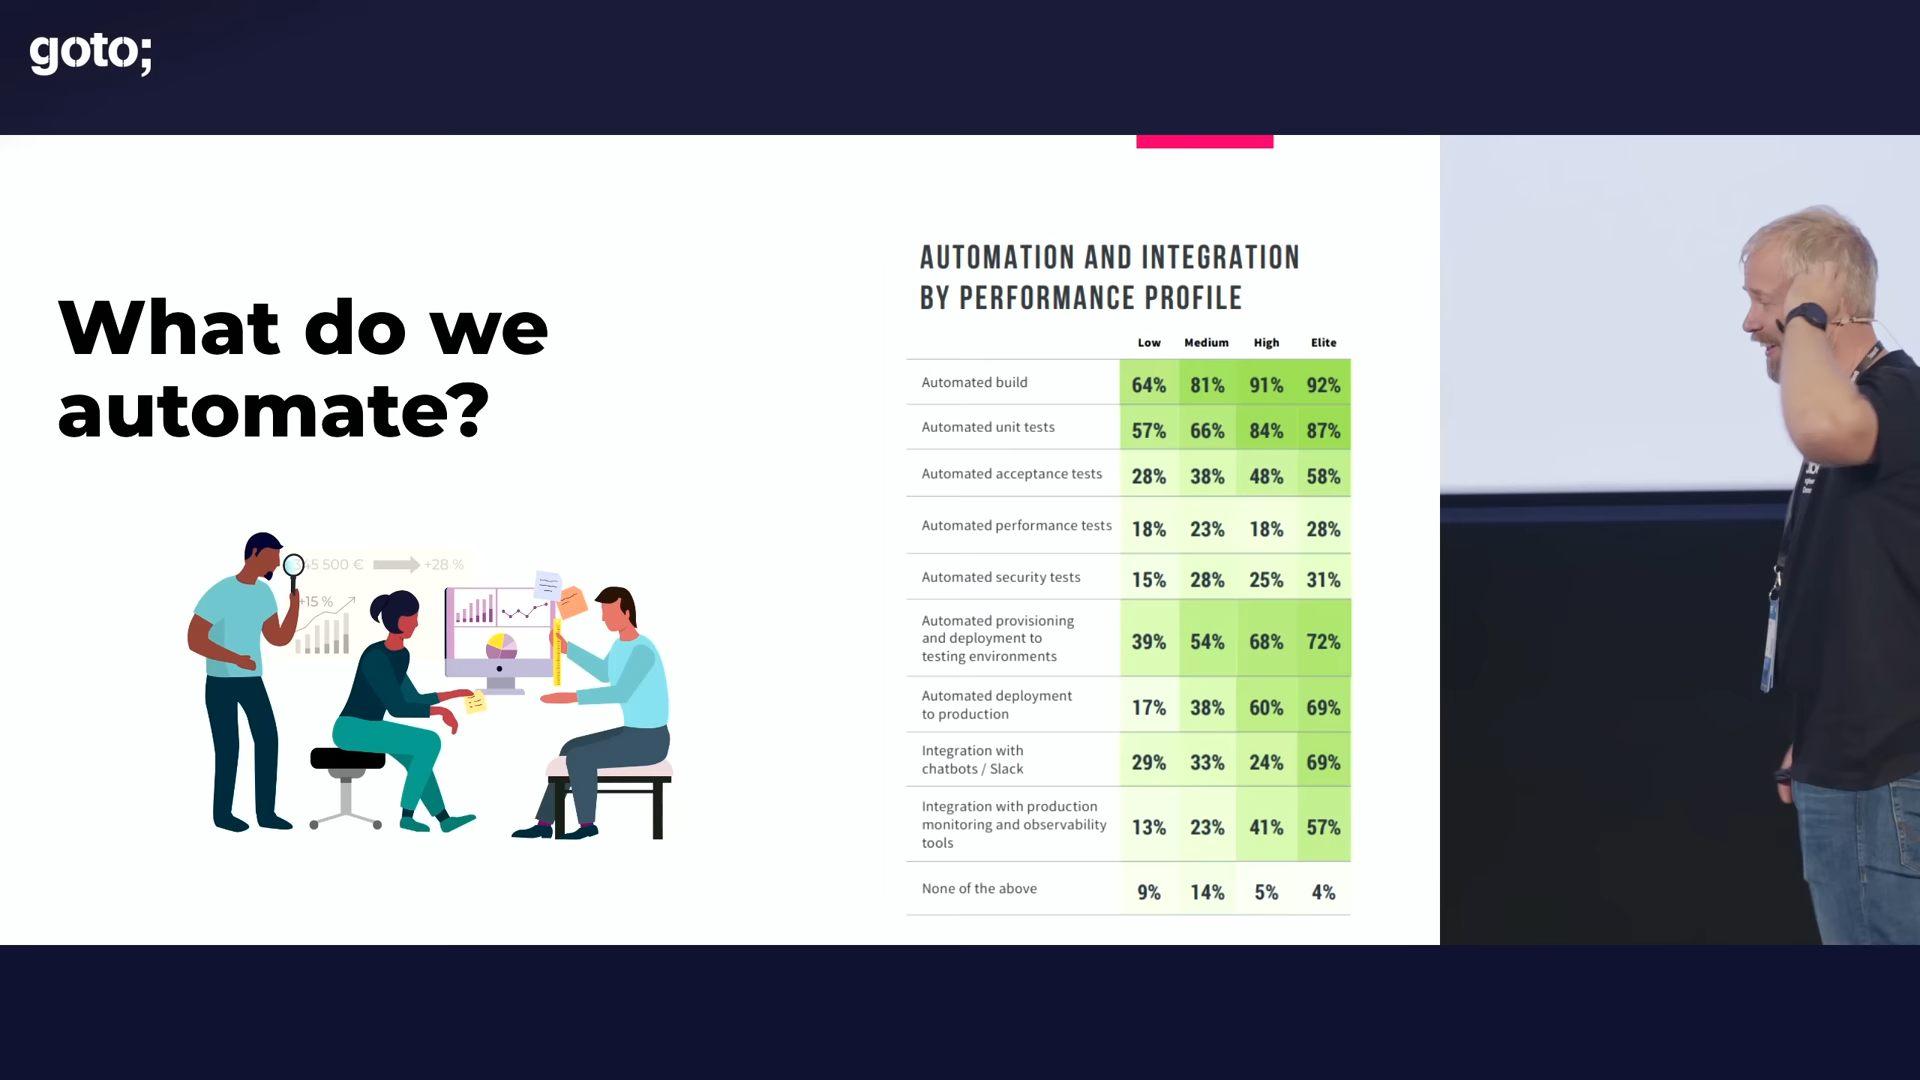 goto;
What do we
automate?
345 500 € +28 %
+15 %
AUTOMATION AND INTEGRATION
BY PERFORMANCE PROFILE
Low Medium High Elite
Automated build 64% 81% 91% 92%
Automated unit tests 57% 66% 84% 87%
Automated acceptance tests 28% 38% 48% 58%
Automated performance tests 18% 23% 18% 28%
Automated security tests 15% 28% 25% 31%
Automated provisioning
and deployment to
testing environments 39% 54% 68% 72%
Automated deployment
to production 17% 38% 60% 69%
Integration with
chatbots / Slack 29% 33% 24% 69%
Integration with production
monitoring and observability
tools 13% 23% 41% 57%
None of the above 9% 14% 5% 4%